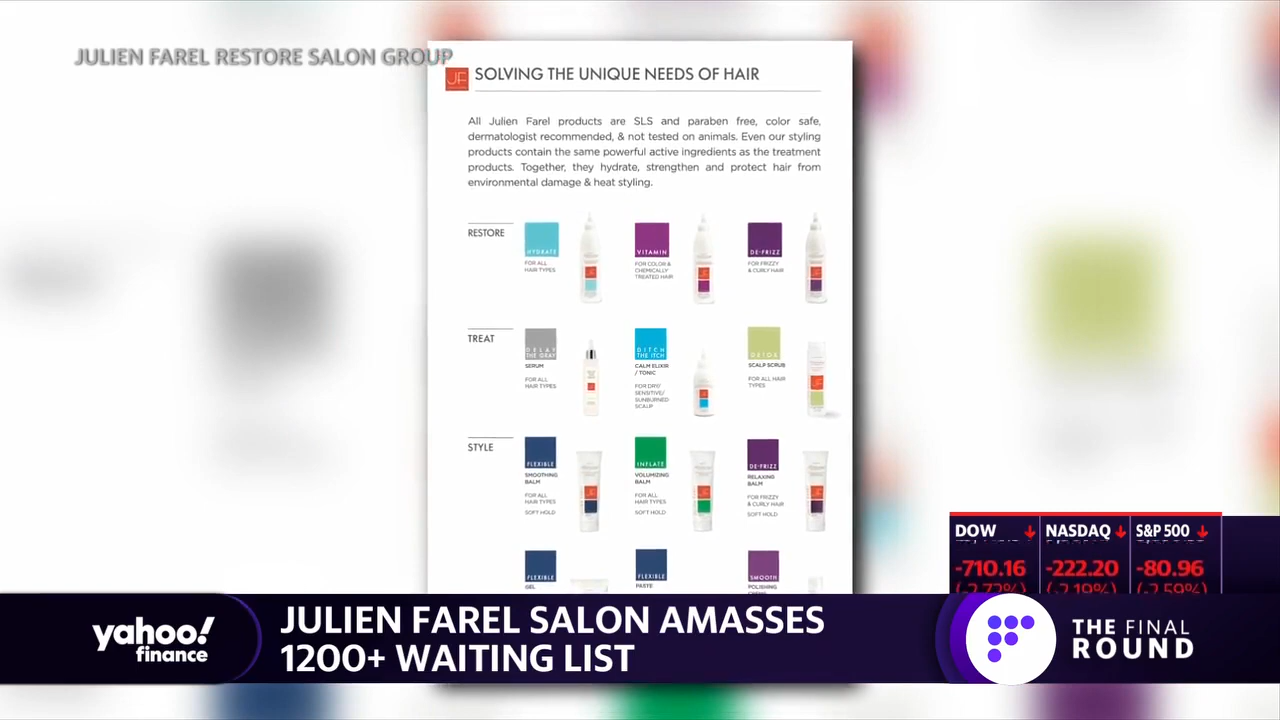 JULIEN FAREL RESTORE SALON GROUP
JF
SOLVING THE UNIQUE NEEDS OF HAIR
All Julien Farel products are SLS and paraben free, color safe,
dermatologist recommended, & not tested on animals. Even our styling
products contain the same powerful active ingredients as the treatment
products. Together, they hydrate, strengthen and protect hair from
environmental damage & heat styling.
RESTORE
HYDRATE
FOR ALL
HAIR TYPES
VITAMIN
FOR COLOR &
CHEMICALLY
TREATED HAIR
DE-FRIZZ
FOR FRIZZY
& CURLY HAIR
TREAT
DELAY
THE GRAY
SERUM
FOR ALL
HAIR TYPES
DITCH
THE ITCH
CALM ELIXIR
/ TONIC
FOR DRY/
SENSITIVE/
SUNBURNED
SCALP
DETOX
SCALP SCRUB
FOR ALL HAIR
TYPES
STYLE
FLEXIBLE
SMOOTHING
BALM
FOR ALL
HAIR TYPES
SOFT HOLD
INFLATE
VOLUMIZING
BALM
FOR ALL
HAIR TYPES
SOFT HOLD
DE-FRIZZ
RELAXING
BALM
FOR FRIZZY
& CURLY HAIR
SOFT HOLD
FLEXIBLE
GEL
FLEXIBLE
PASTE
SMOOTH
POLISHING
DOW NASDAQ S&P 500
-710.16 -222.20 -80.96
(-2.72%) (-2.19%) (-2.59%)
yahoo!
finance
JULIEN FAREL SALON AMASSES
1200+ WAITING LIST
THE FINAL
ROUND